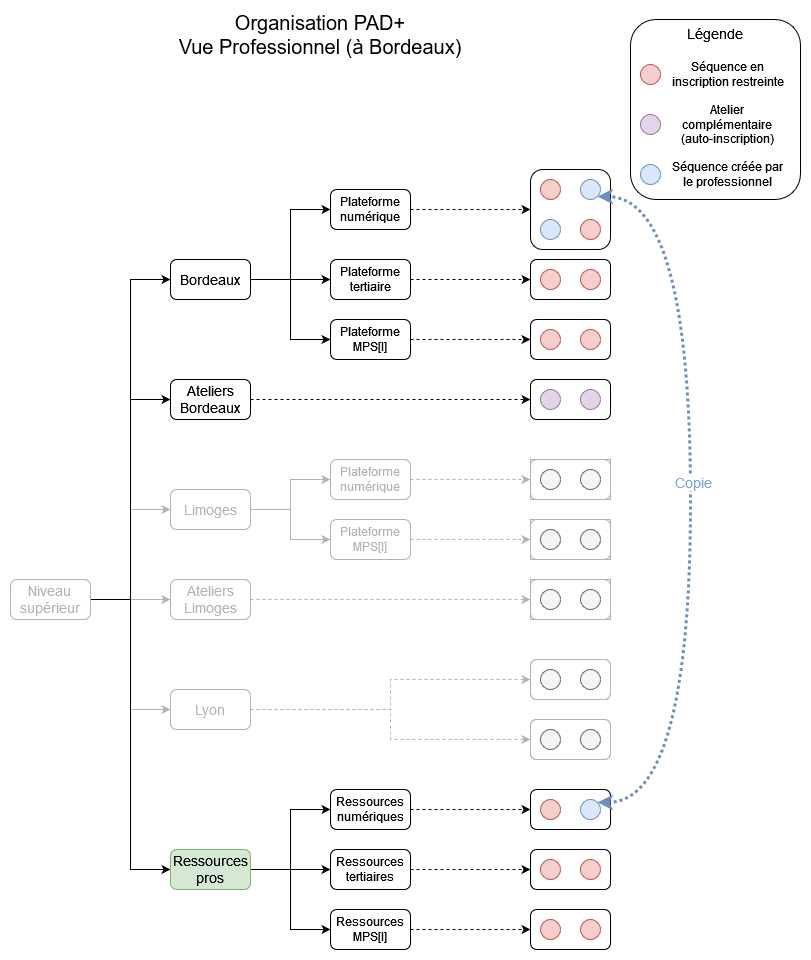 Organisation PAD+
Vue Professionnel (à Bordeaux)
Légende
Séquence en
inscription restreinte
Atelier
complémentaire
(auto-inscription)
Séquence créée par
le professionnel
Plateforme
numérique
Bordeaux
Plateforme
tertiaire
Plateforme
MPS[I]
Ateliers
Bordeaux
Plateforme
numérique
Limoges
Plateforme
MPS[I]
Copie
Niveau
supérieur
Ateliers
Limoges
Lyon
Ressources
numériques
Ressources
pros
Ressources
tertiaires
Ressources
MPS[I]